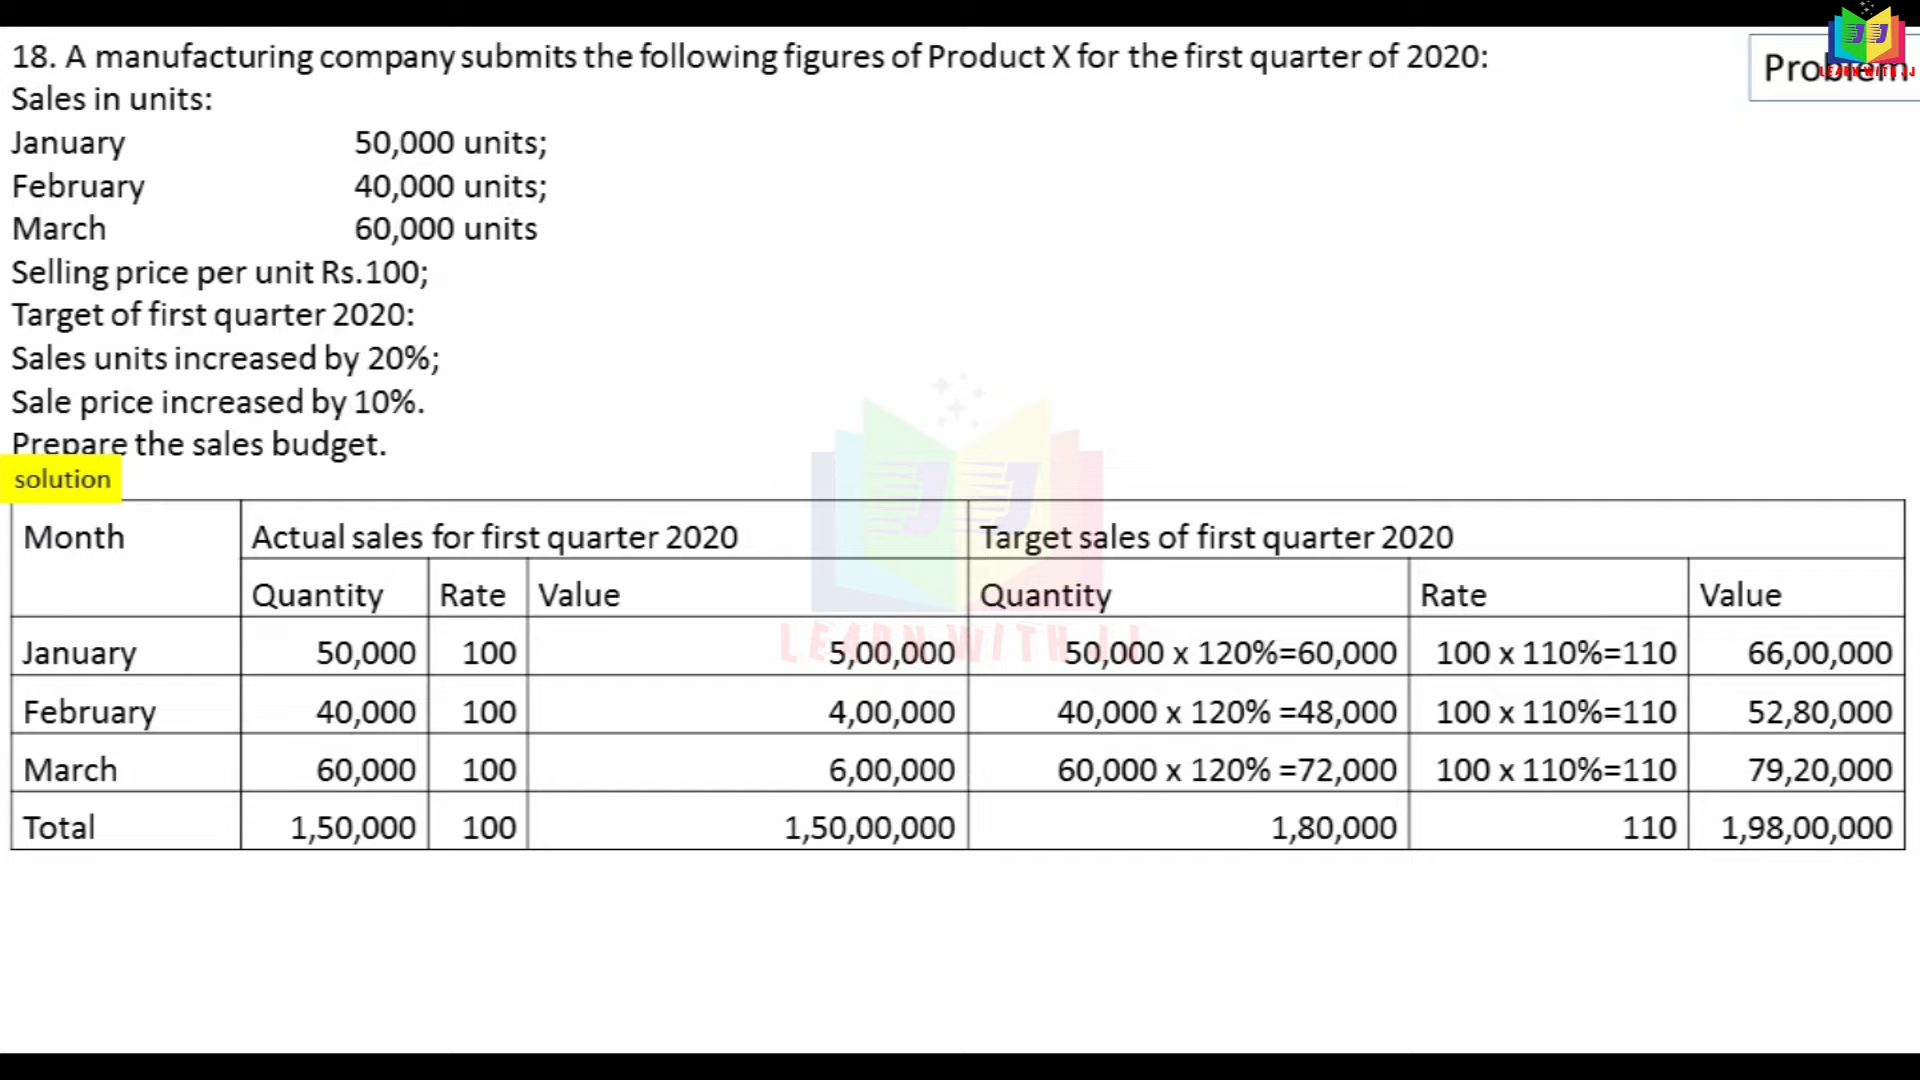 18. A manufacturing company submits the following figures of Product X for the first quarter of 2020:
Problem
LEARN WITH JJ
Sales in units:
January 50,000 units;
February 40,000 units;
March 60,000 units
Selling price per unit Rs.100;
Target of first quarter 2020:
Sales units increased by 20%;
Sale price increased by 10%.
Prepare the sales budget.
solution
Month Actual sales for first quarter 2020 Target sales of first quarter 2020
Quantity Rate Value Quantity Rate Value
LEARN WITH JJ
January 50,000 100 5,00,000 50,000 x 120%=60,000 100 x 110%=110 66,00,000
February 40,000 100 4,00,000 40,000 x 120% =48,000 100 x 110%=110 52,80,000
March 60,000 100 6,00,000 60,000 x 120% =72,000 100 x 110%=110 79,20,000
Total 1,50,000 100 1,50,00,000 1,80,000 110 1,98,00,000